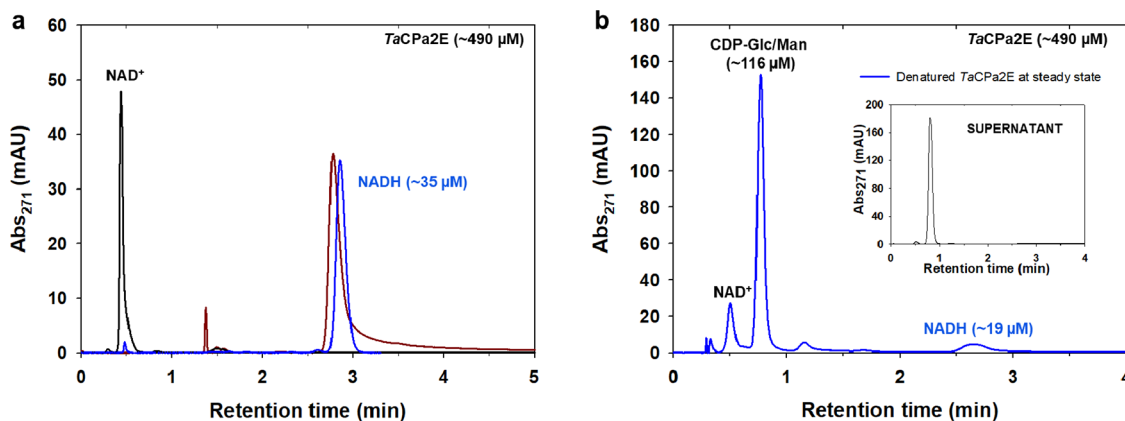 a
TaCPa2E (~490 µM)
NAD⁺
NADH (~35 µM)
Abs₂₇₁ (mAU)
60
50
40
30
20
10
0
0 1 2 3 4 5
Retention time (min)
b
TaCPa2E (~490 µM)
CDP-Glc/Man
(~116 µM)
Denatured TaCPa2E at steady state
NAD⁺
NADH (~19 µM)
Abs₂₇₁ (mAU)
180
160
140
120
100
80
60
40
20
0
0 1 2 3 4
Retention time (min)
SUPERNATANT
Abs₂₇₁ (mAU)
200
160
120
80
40
0
0 1 2 3 4
Retention time (min)